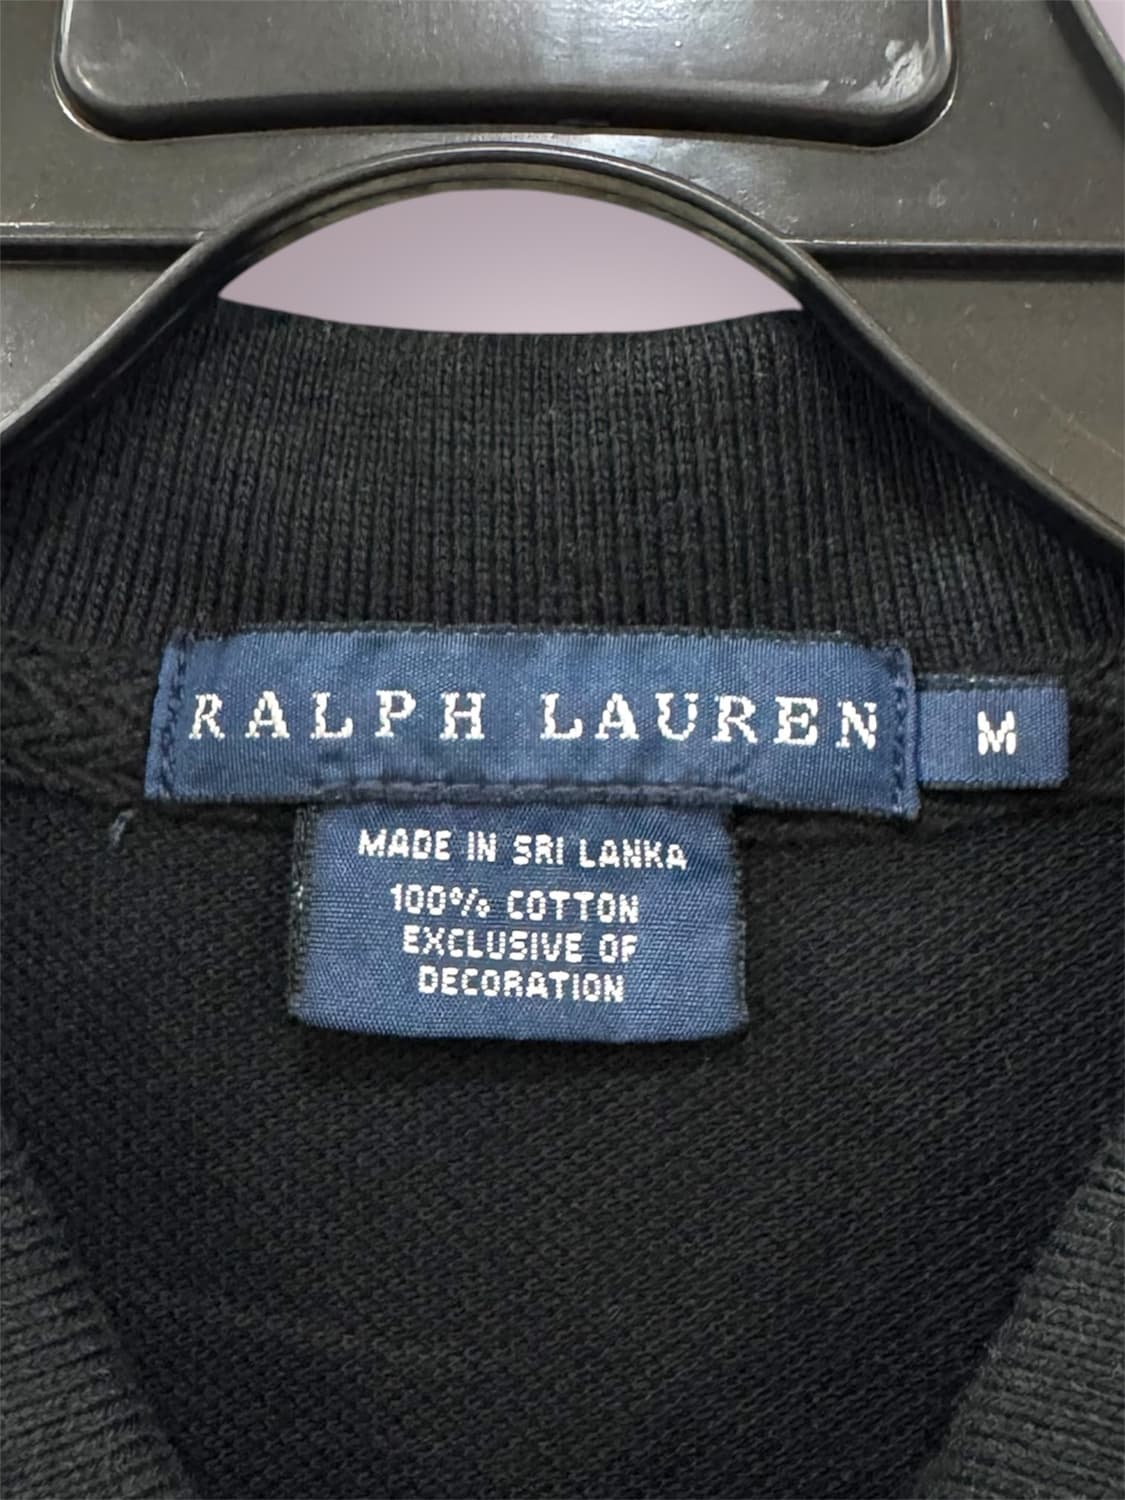 RALPH LAUREN
M
MADE IN SRI LANKA
100% COTTON
EXCLUSIVE OF
DECORATION